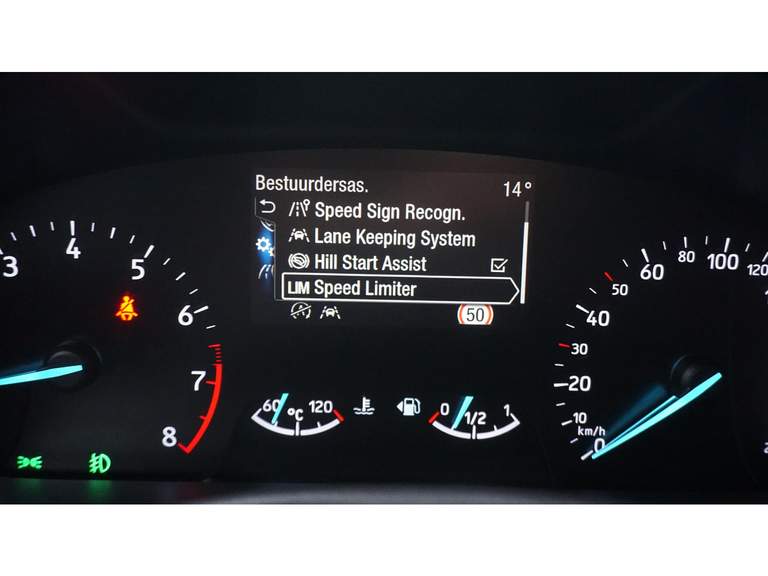 Bestuurdersas. 14°
Speed Sign Recogn.
Lane Keeping System
Hill Start Assist
LIM Speed Limiter
50
3 4 5 6 7 8
60 °C 120
0 1/2 1
0 10 20 30 40 50 60 80 100 120
km/h